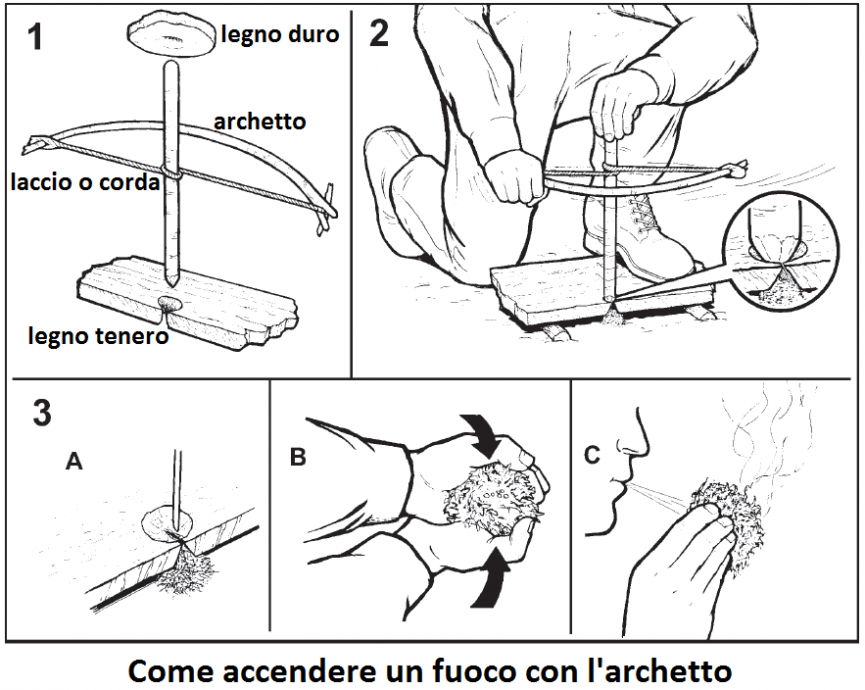 1
legno duro
archetto
laccio o corda
legno tenero
2
3
A
B
C
Come accendere un fuoco con l'archetto